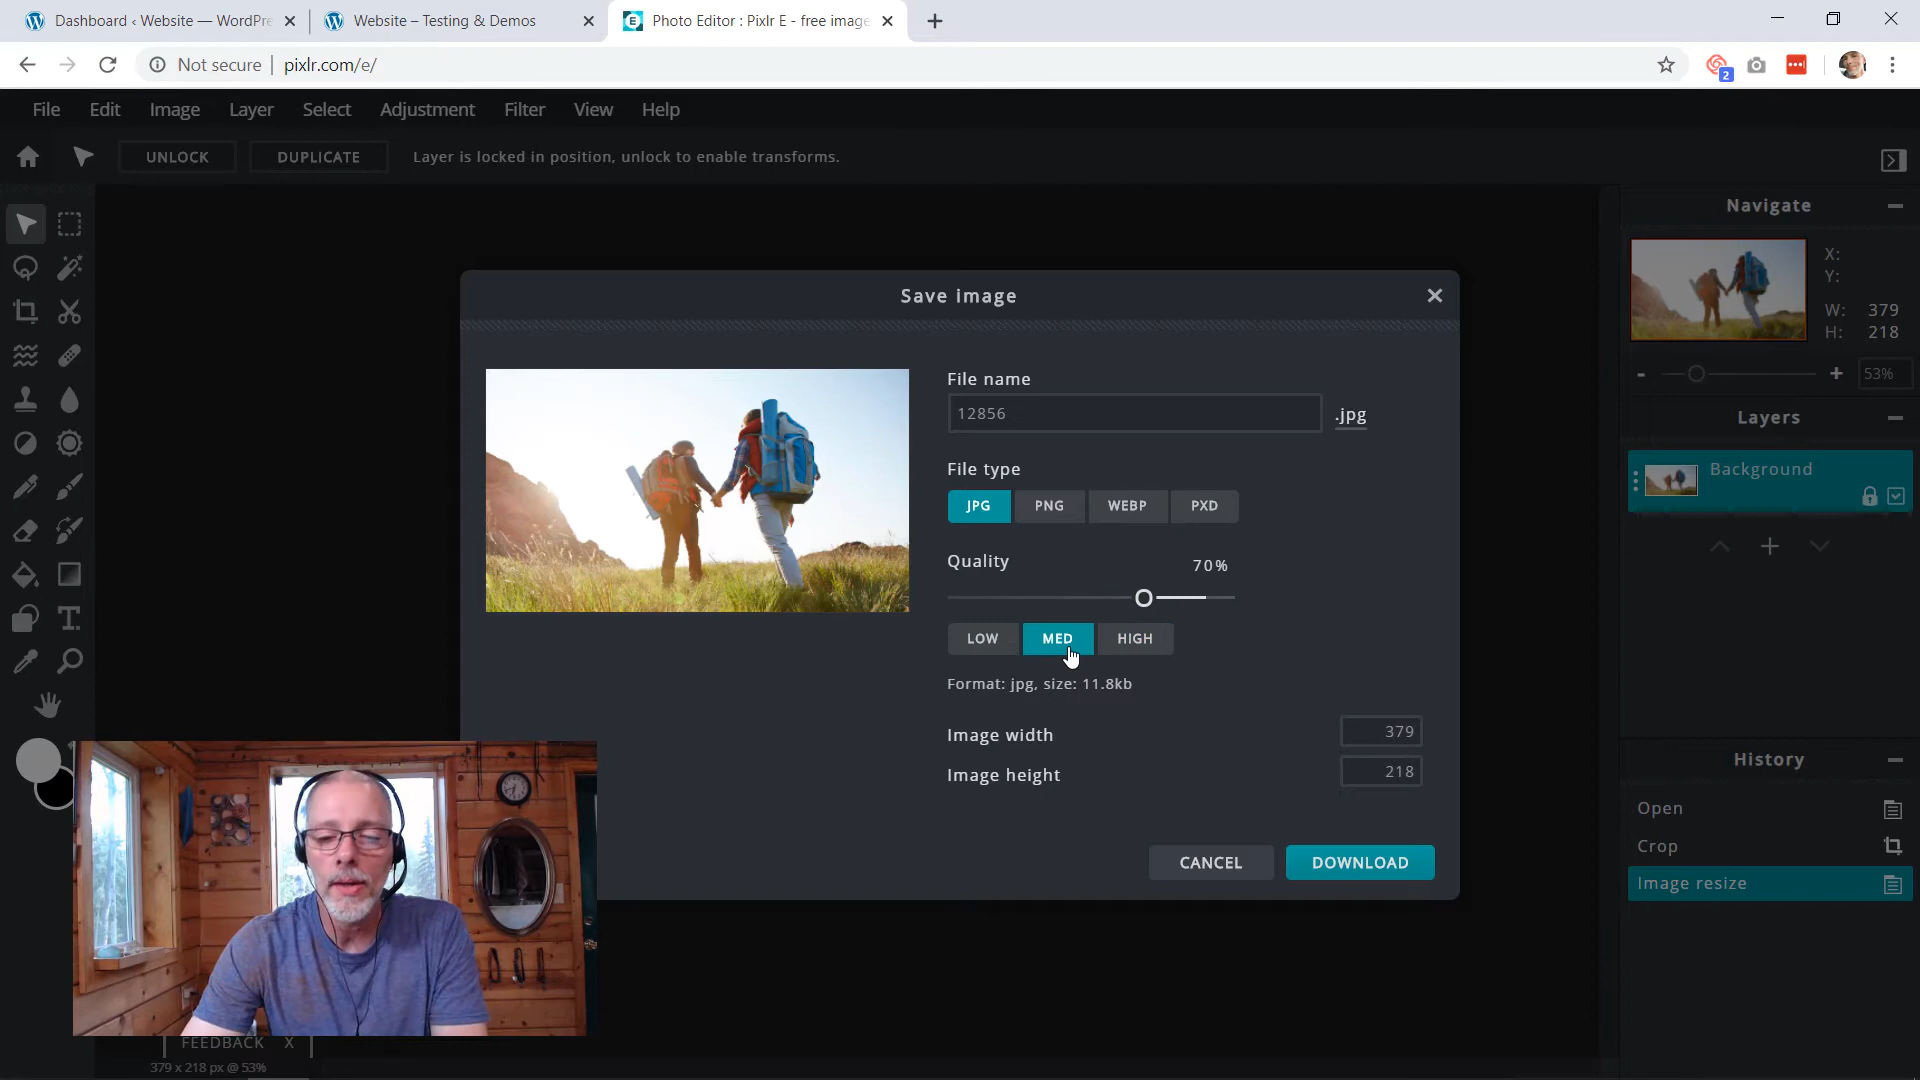 Dashboard ‹ Website — WordPre
Website – Testing & Demos
Photo Editor : Pixlr E - free image
Not secure
pixlr.com/e/
2
File Edit Image Layer Select Adjustment Filter View Help
UNLOCK
DUPLICATE
Layer is locked in position, unlock to enable transforms.
Navigate
X:
Y:
W: 379
H: 218
- + 53%
Save image
File name
12856 .jpg
File type
JPG PNG WEBP PXD
Quality 70%
LOW MED HIGH
Format: jpg, size: 11.8kb
Image width 379
Image height 218
CANCEL DOWNLOAD
Layers
Background
History
Open
Crop
Image resize
T
FEEDBACK X
379 x 218 px @ 53%